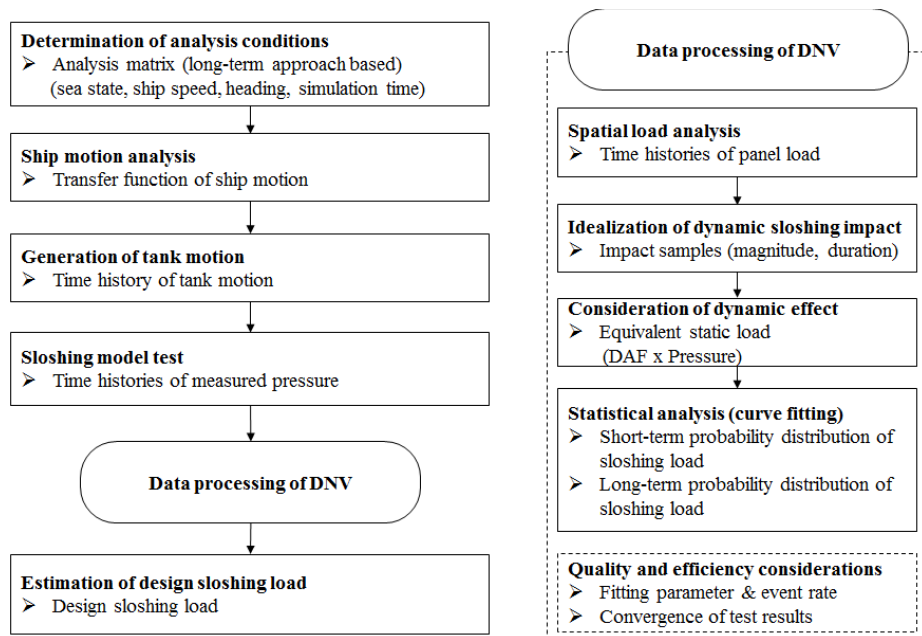 Determination of analysis conditions
➢ Analysis matrix (long-term approach based)
(sea state, ship speed, heading, simulation time)
Ship motion analysis
➢ Transfer function of ship motion
Generation of tank motion
➢ Time history of tank motion
Sloshing model test
➢ Time histories of measured pressure
Data processing of DNV
Estimation of design sloshing load
➢ Design sloshing load
Data processing of DNV
Spatial load analysis
➢ Time histories of panel load
Idealization of dynamic sloshing impact
➢ Impact samples (magnitude, duration)
Consideration of dynamic effect
➢ Equivalent static load
(DAF x Pressure)
Statistical analysis (curve fitting)
➢ Short-term probability distribution of
sloshing load
➢ Long-term probability distribution of
sloshing load
Quality and efficiency considerations
➢ Fitting parameter & event rate
➢ Convergence of test results